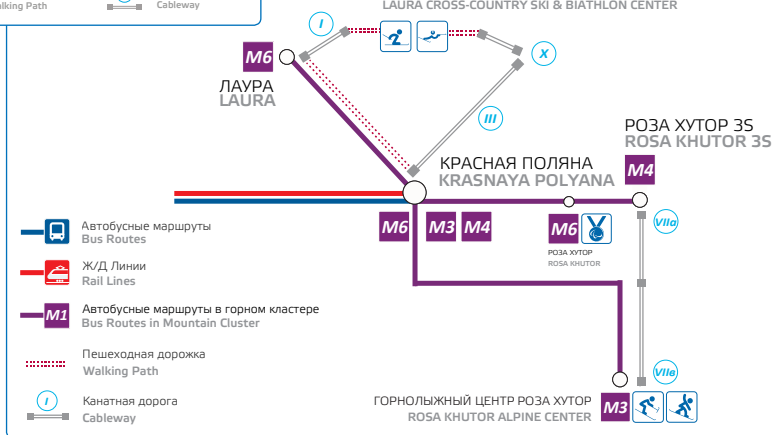 alking Path
Cableway
LAURA CROSS-COUNTRY SKI & BIATHLON CENTER
I
M6
X
ЛАУРА
LAURA
III
РОЗА ХУТОР 3S
ROSA KHUTOR 3S
КРАСНАЯ ПОЛЯНА
KRASNAYA POLYANA
M4
M6 M3 M4
M6
VIIa
РОЗА ХУТОР
ROSA KHUTOR
Автобусные маршруты
Bus Routes
Ж/Д Линии
Rail Lines
M1
Автобусные маршруты в горном кластере
Bus Routes in Mountain Cluster
Пешеходная дорожка
Walking Path
VIIв
I
Канатная дорога
Cableway
ГОРНОЛЫЖНЫЙ ЦЕНТР РОЗА ХУТОР
ROSA KHUTOR ALPINE CENTER
M3